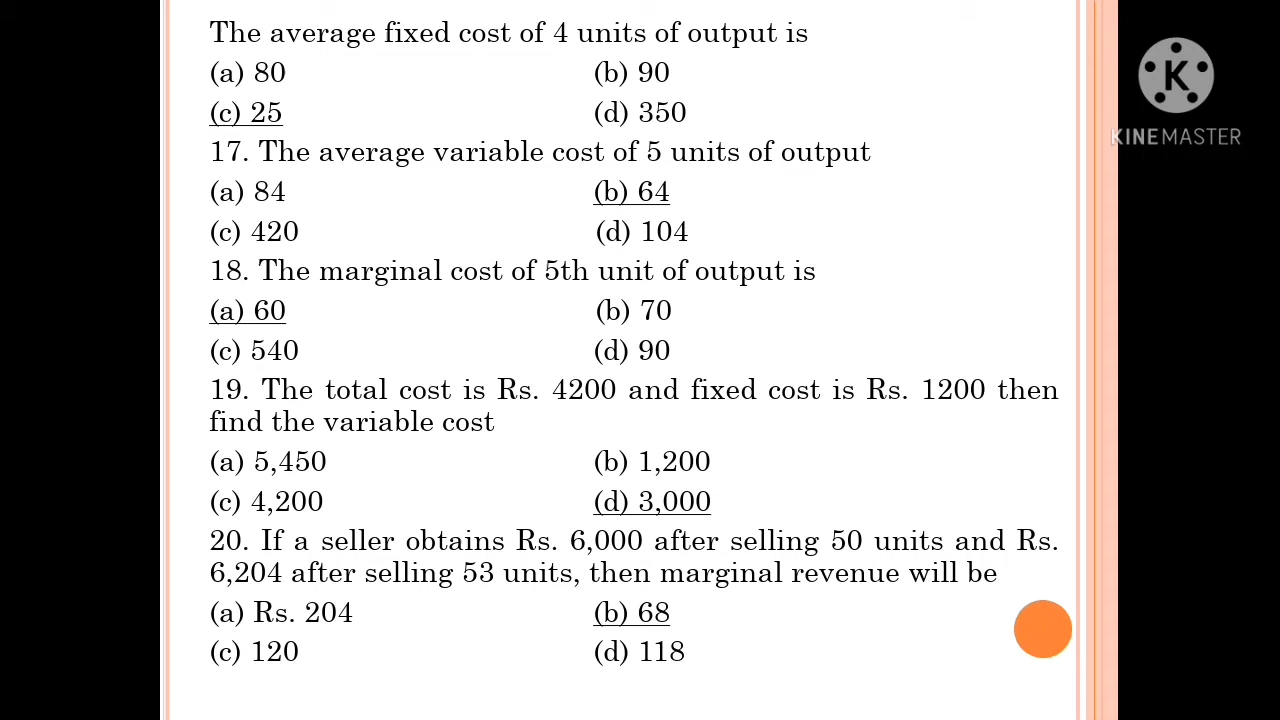 The average fixed cost of 4 units of output is
(a) 80 (b) 90
(c) 25 (d) 350
17. The average variable cost of 5 units of output
(a) 84 (b) 64
(c) 420 (d) 104
18. The marginal cost of 5th unit of output is
(a) 60 (b) 70
(c) 540 (d) 90
19. The total cost is Rs. 4200 and fixed cost is Rs. 1200 then
find the variable cost
(a) 5,450 (b) 1,200
(c) 4,200 (d) 3,000
20. If a seller obtains Rs. 6,000 after selling 50 units and Rs.
6,204 after selling 53 units, then marginal revenue will be
(a) Rs. 204 (b) 68
(c) 120 (d) 118
K
KINEMASTER